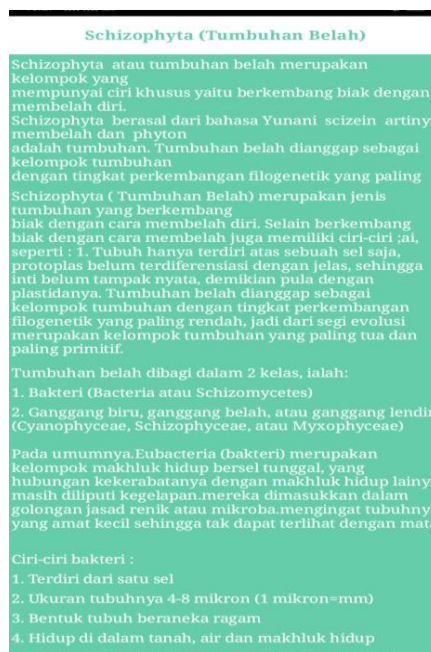 Schizophyta (Tumbuhan Belah)
Schizophyta atau tumbuhan belah merupakan
kelompok yang
mempunyai ciri khusus yaitu berkembang biak dengan
membelah diri.
Schizophyta berasal dari bahasa Yunani scizein artiny
membelah dan phyton
adalah tumbuhan. Tumbuhan belah dianggap sebagai
kelompok tumbuhan
dengan tingkat perkembangan filogenetik yang paling
Schizophyta ( Tumbuhan Belah) merupakan jenis
tumbuhan yang berkembang
biak dengan cara membelah diri. Selain berkembang
biak dengan cara membelah juga memiliki ciri-ciri ;ai,
seperti : 1. Tubuh hanya terdiri atas sebuah sel saja,
protoplas belum terdiferensiasi dengan jelas, sehingga
inti belum tampak nyata, demikian pula dengan
plastidanya. Tumbuhan belah dianggap sebagai
kelompok tumbuhan dengan tingkat perkembangan
filogenetik yang paling rendah, jadi dari segi evolusi
merupakan kelompok tumbuhan yang paling tua dan
paling primitif.
Tumbuhan belah dibagi dalam 2 kelas, ialah:
1. Bakteri (Bacteria atau Schizomycetes)
2. Ganggang biru, ganggang belah, atau ganggang lendir
(Cyanophyceae, Schizophyceae, atau Myxophyceae)
Pada umumnya.Eubacteria (bakteri) merupakan
kelompok makhluk hidup bersel tunggal, yang
hubungan kekerabatanya dengan makhluk hidup lainy
masih diliputi kegelapan.mereka dimasukkan dalam
golongan jasad renik atau mikroba.mengingat tubuhny
yang amat kecil sehingga tak dapat terlihat dengan mata
Ciri-ciri bakteri :
1. Terdiri dari satu sel
2. Ukuran tubuhnya 4-8 mikron (1 mikron=mm)
3. Bentuk tubuh beraneka ragam
4. Hidup di dalam tanah, air dan makhluk hidup